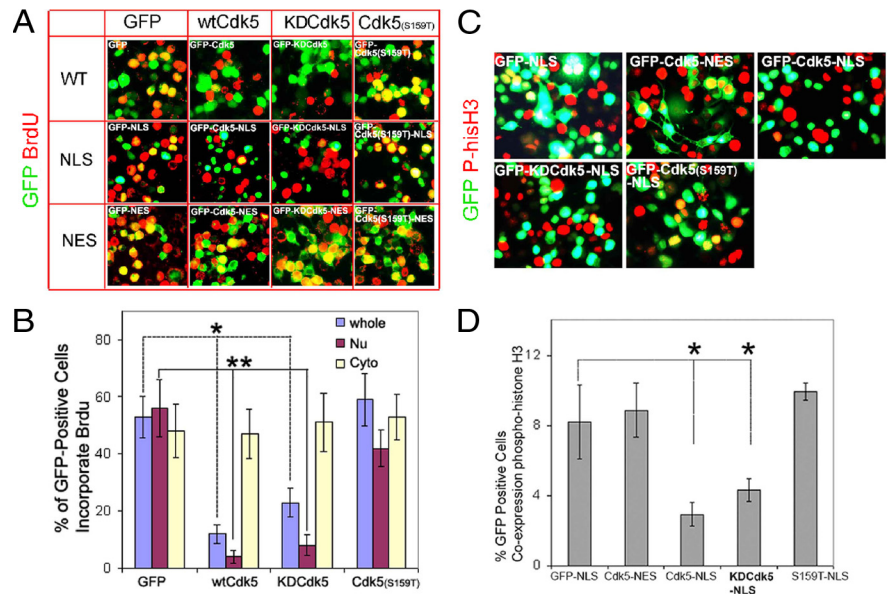 A
GFP wtCdk5 KDCdk5 Cdk5(S159T)
GFP BrdU
WT
GFP
GFP-Cdk5
GFP-KDCdk5
GFP-
Cdk5(S159T)
NLS
GFP-NLS
GFP-Cdk5-NLS
GFP-KDCdk5-NLS
GFP-
Cdk5(S159T)-NLS
NES
GFP-NES
GFP-Cdk5-NES
GFP-KDCdk5-NES
GFP-
Cdk5(S159T)-NES
B
% of GFP-Positive Cells
Incorporate Brdu
80
60
40
20
0
*
**
whole
Nu
Cyto
GFP wtCdk5 KDCdk5 Cdk5(S159T)
C
GFP P-hisH3
GFP-NLS
GFP-Cdk5-NES
GFP-Cdk5-NLS
GFP-KDCdk5-NLS
GFP-Cdk5(S159T)
-NLS
D
% GFP Positive Cells
Co-expression phospho-histone H3
12
8
4
0
* *
GFP-NLS Cdk5-NES Cdk5-NLS KDCdk5 S159T-NLS
-NLS